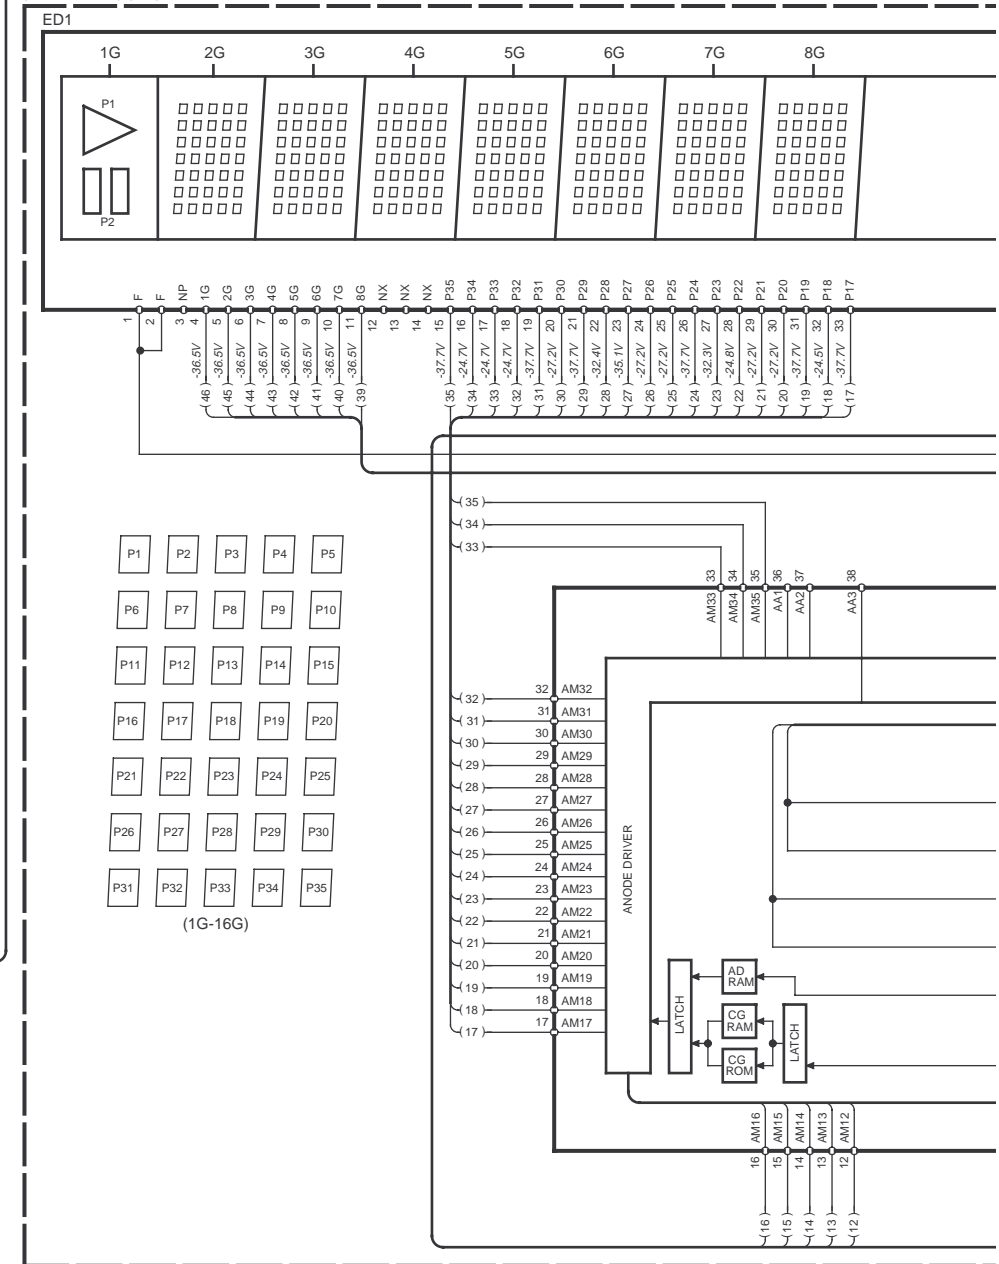 ED1
1G 2G 3G 4G 5G 6G 7G 8G
P1
P2
F F NP 1G 2G 3G 4G 5G 6G 7G 8G NX NX NX P35 P34 P33 P32 P31 P30 P29 P28 P27 P26 P25 P24 P23 P22 P21 P20 P19 P18 P17
1 2 3 4 5 6 7 8 9 10 11 12 13 14 15 16 17 18 19 20 21 22 23 24 25 26 27 28 29 30 31 32 33
-36.5V -36.5V -36.5V -36.5V -36.5V -36.5V -36.5V -36.5V -37.7V -24.7V -24.7V -24.7V -37.7V -27.2V -37.7V -32.4V -35.1V -27.2V -27.2V -37.7V -32.3V -24.8V -27.2V -27.2V -37.7V -24.5V -37.7V
(46) (45) (44) (43) (42) (41) (40) (39) (35) (34) (33) (32) (31) (30) (29) (28) (27) (26) (25) (24) (23) (22) (21) (20) (19) (18) (17)
(35)
(34)
(33)
P1 P2 P3 P4 P5
P6 P7 P8 P9 P10
P11 P12 P13 P14 P15
P16 P17 P18 P19 P20
P21 P22 P23 P24 P25
P26 P27 P28 P29 P30
P31 P32 P33 P34 P35
(1G-16G)
33 34 35 36 37 38
AM33 AM34 AM35 AA1 AA2 AA3
(32) 32 AM32
(31) 31 AM31
(30) 30 AM30
(29) 29 AM29
(28) 28 AM28
(27) 27 AM27
(26) 26 AM26
(25) 25 AM25
(24) 24 AM24
(23) 23 AM23
(22) 22 AM22
(21) 21 AM21
(20) 20 AM20
(19) 19 AM19
(18) 18 AM18
(17) 17 AM17
ANODE DRIVER
LATCH
AD
RAM
CG
RAM
CG
ROM
LATCH
AM16 AM15 AM14 AM13 AM12
16 15 14 13 12
(16) (15) (14) (13) (12)